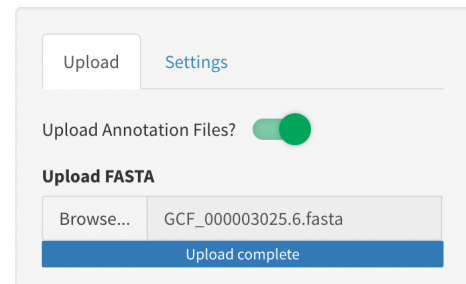 Upload Settings
Upload Annotation Files?
Upload FASTA
Browse... GCF_000003025.6.fasta
Upload complete